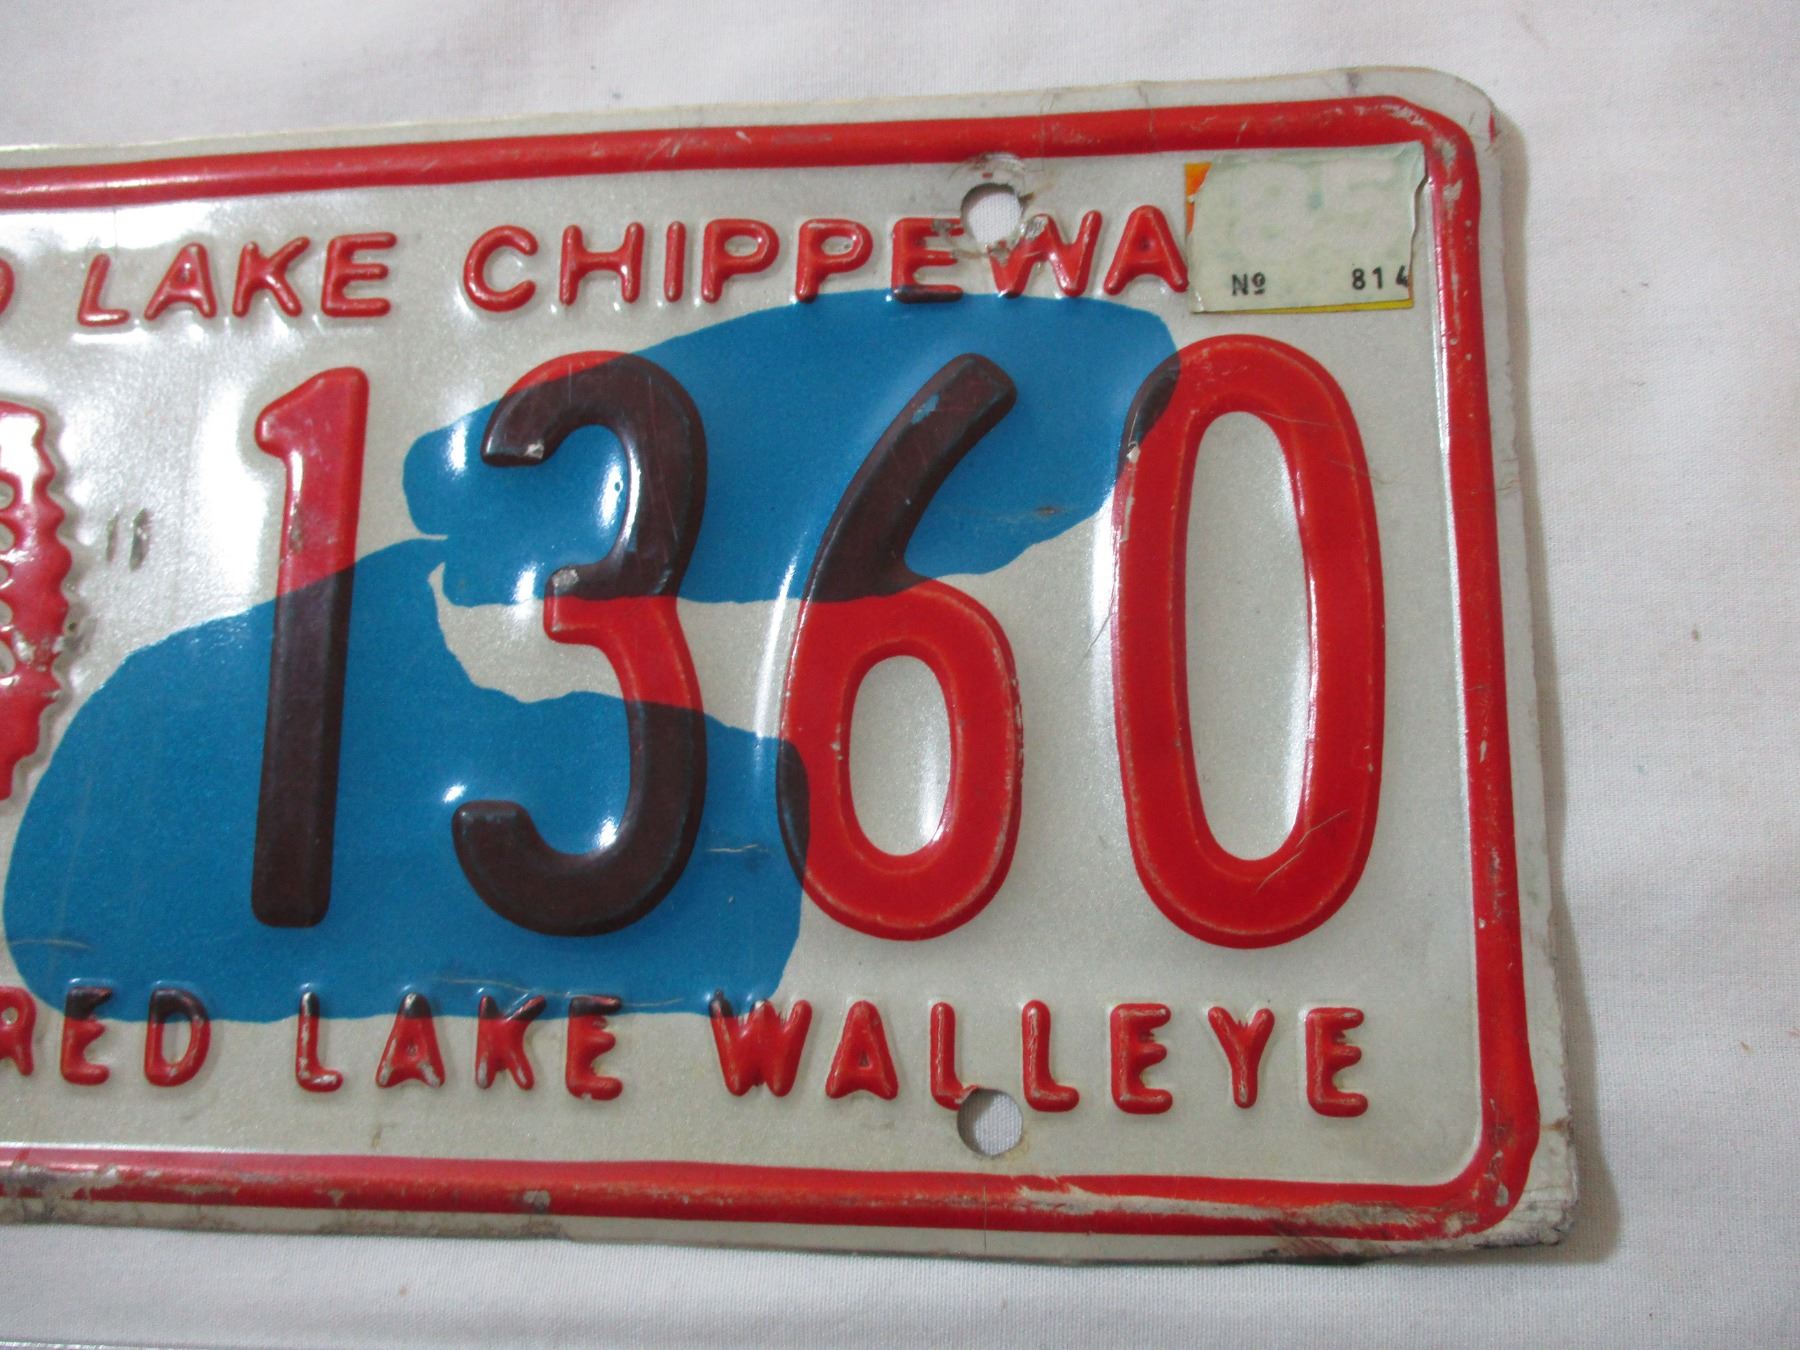 D LAKE CHIPPEWA
Nº 814
1360
RED LAKE WALLEYE